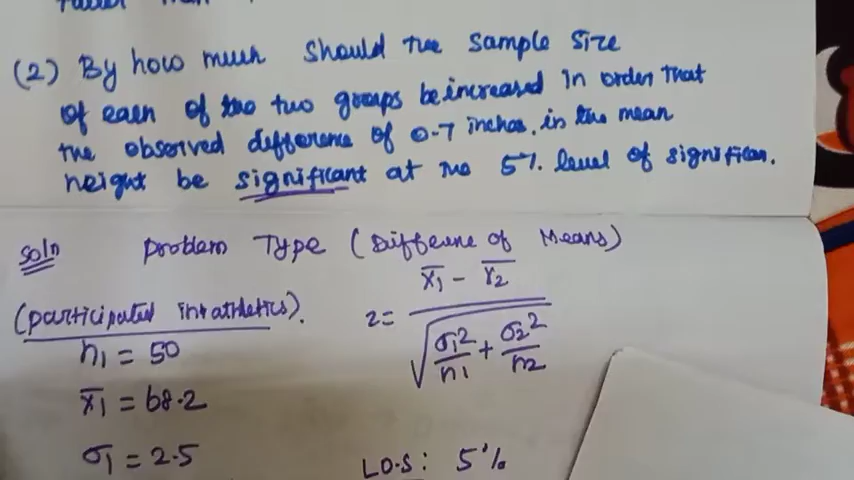 (2) By how much should the sample size
of each of the two groups be increased in order that
the observed difference of 0.7 inches. in the mean
height be significant at the 5%. level of significan.
Soln Problem Type (Difference of Means)
(participated in athletics).
z = x̄1 - x̄2 / √(σ1²/n1 + σ2²/n2)
n1 = 50
x̄1 = 68.2
σ1 = 2.5
L.O.S: 5%